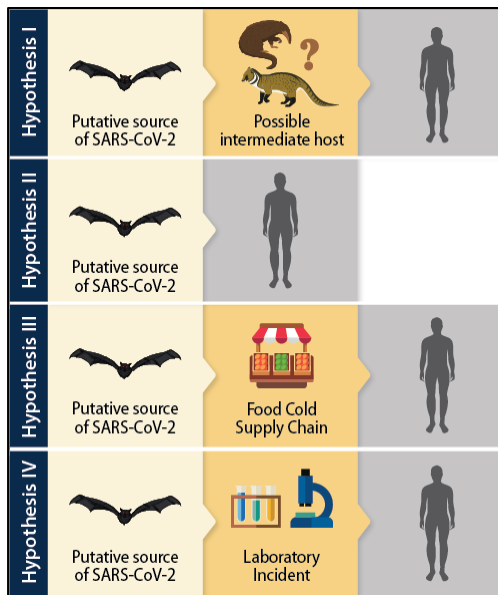 Hypothesis I
Putative source
of SARS-CoV-2
?
Possible
intermediate host
Hypothesis II
Putative source
of SARS-CoV-2
Hypothesis III
Putative source
of SARS-CoV-2
Food Cold
Supply Chain
Hypothesis IV
Putative source
of SARS-CoV-2
Laboratory
Incident